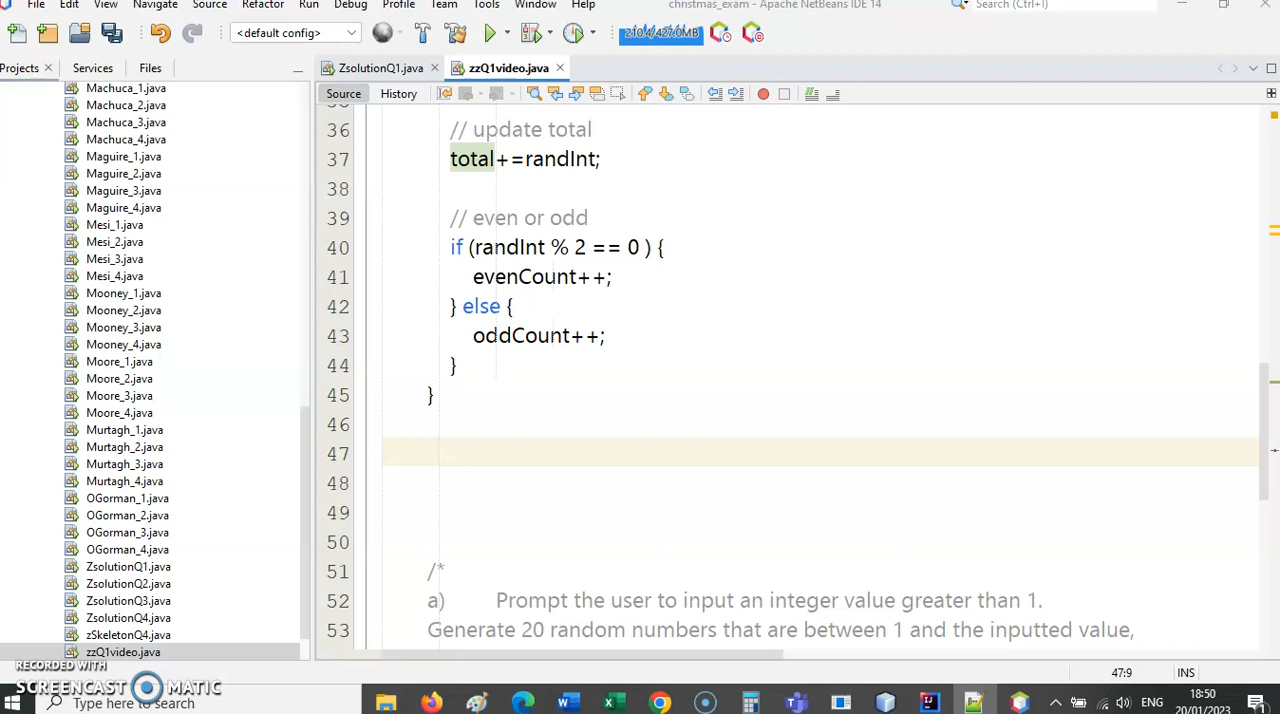 File Edit View Navigate Source Refactor Run Debug Profile Team Tools Window Help
christmas_exam - Apache NetBeans IDE 14
Search (Ctrl+I)
<default config>
210.4/427.0MB
Projects
Services
Files
ZsolutionQ1.java
zzQ1video.java
Source
History
Machuca_1.java
Machuca_2.java
Machuca_3.java
Machuca_4.java
Maguire_1.java
Maguire_2.java
Maguire_3.java
Maguire_4.java
Mesi_1.java
Mesi_2.java
Mesi_3.java
Mesi_4.java
Mooney_1.java
Mooney_2.java
Mooney_3.java
Mooney_4.java
Moore_1.java
Moore_2.java
Moore_3.java
Moore_4.java
Murtagh_1.java
Murtagh_2.java
Murtagh_3.java
Murtagh_4.java
OGorman_1.java
OGorman_2.java
OGorman_3.java
OGorman_4.java
ZsolutionQ1.java
ZsolutionQ2.java
ZsolutionQ3.java
ZsolutionQ4.java
zSkeletonQ4.java
zzQ1video.java
36 // update total
37 total+=randInt;
38
39 // even or odd
40 if (randInt % 2 == 0 ) {
41 evenCount++;
42 } else {
43 oddCount++;
44 }
45 }
46
47
48
49
50
51 /*
52 a) Prompt the user to input an integer value greater than 1.
53 Generate 20 random numbers that are between 1 and the inputted value,
47:9
INS
RECORDED WITH
SCREENCAST MATIC
Type here to search
ENG
18:50
20/01/2023